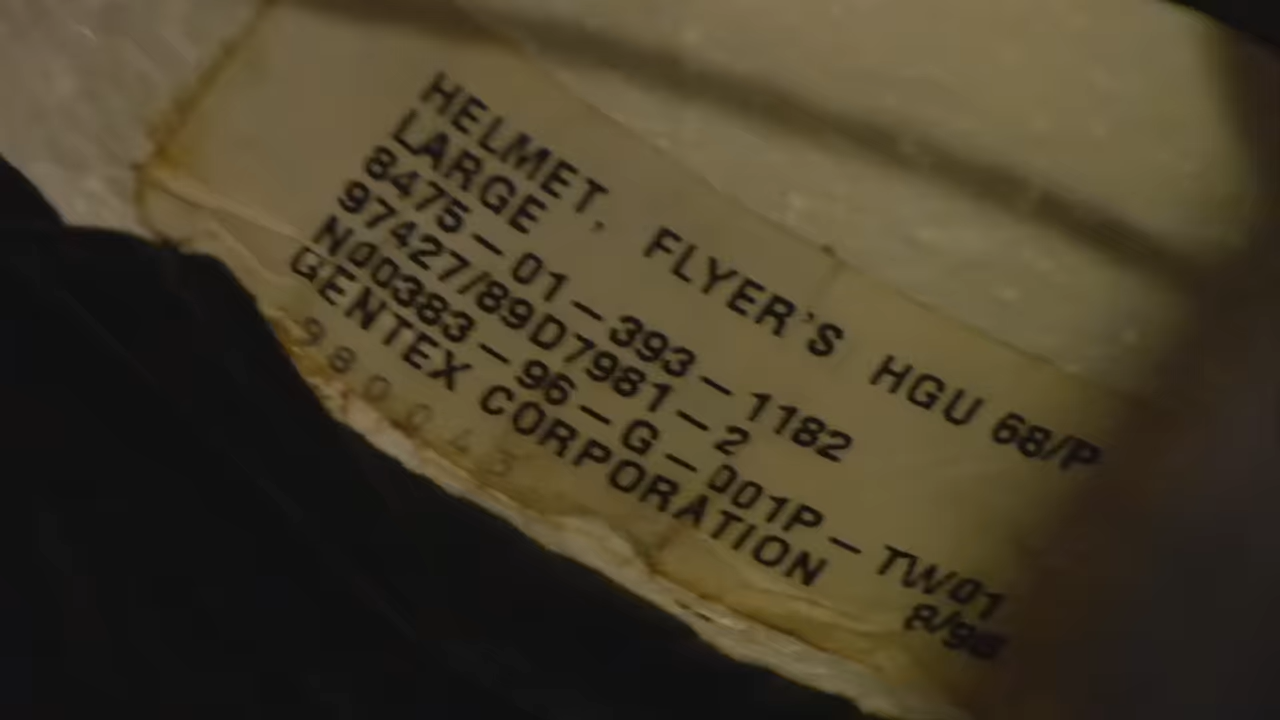 HELMET, FLYER'S HGU 68/P
LARGE
8475-01-393-1182
97427/89D7981-2
N00383-96-G-001P-TW01
GENTEX CORPORATION 8/98